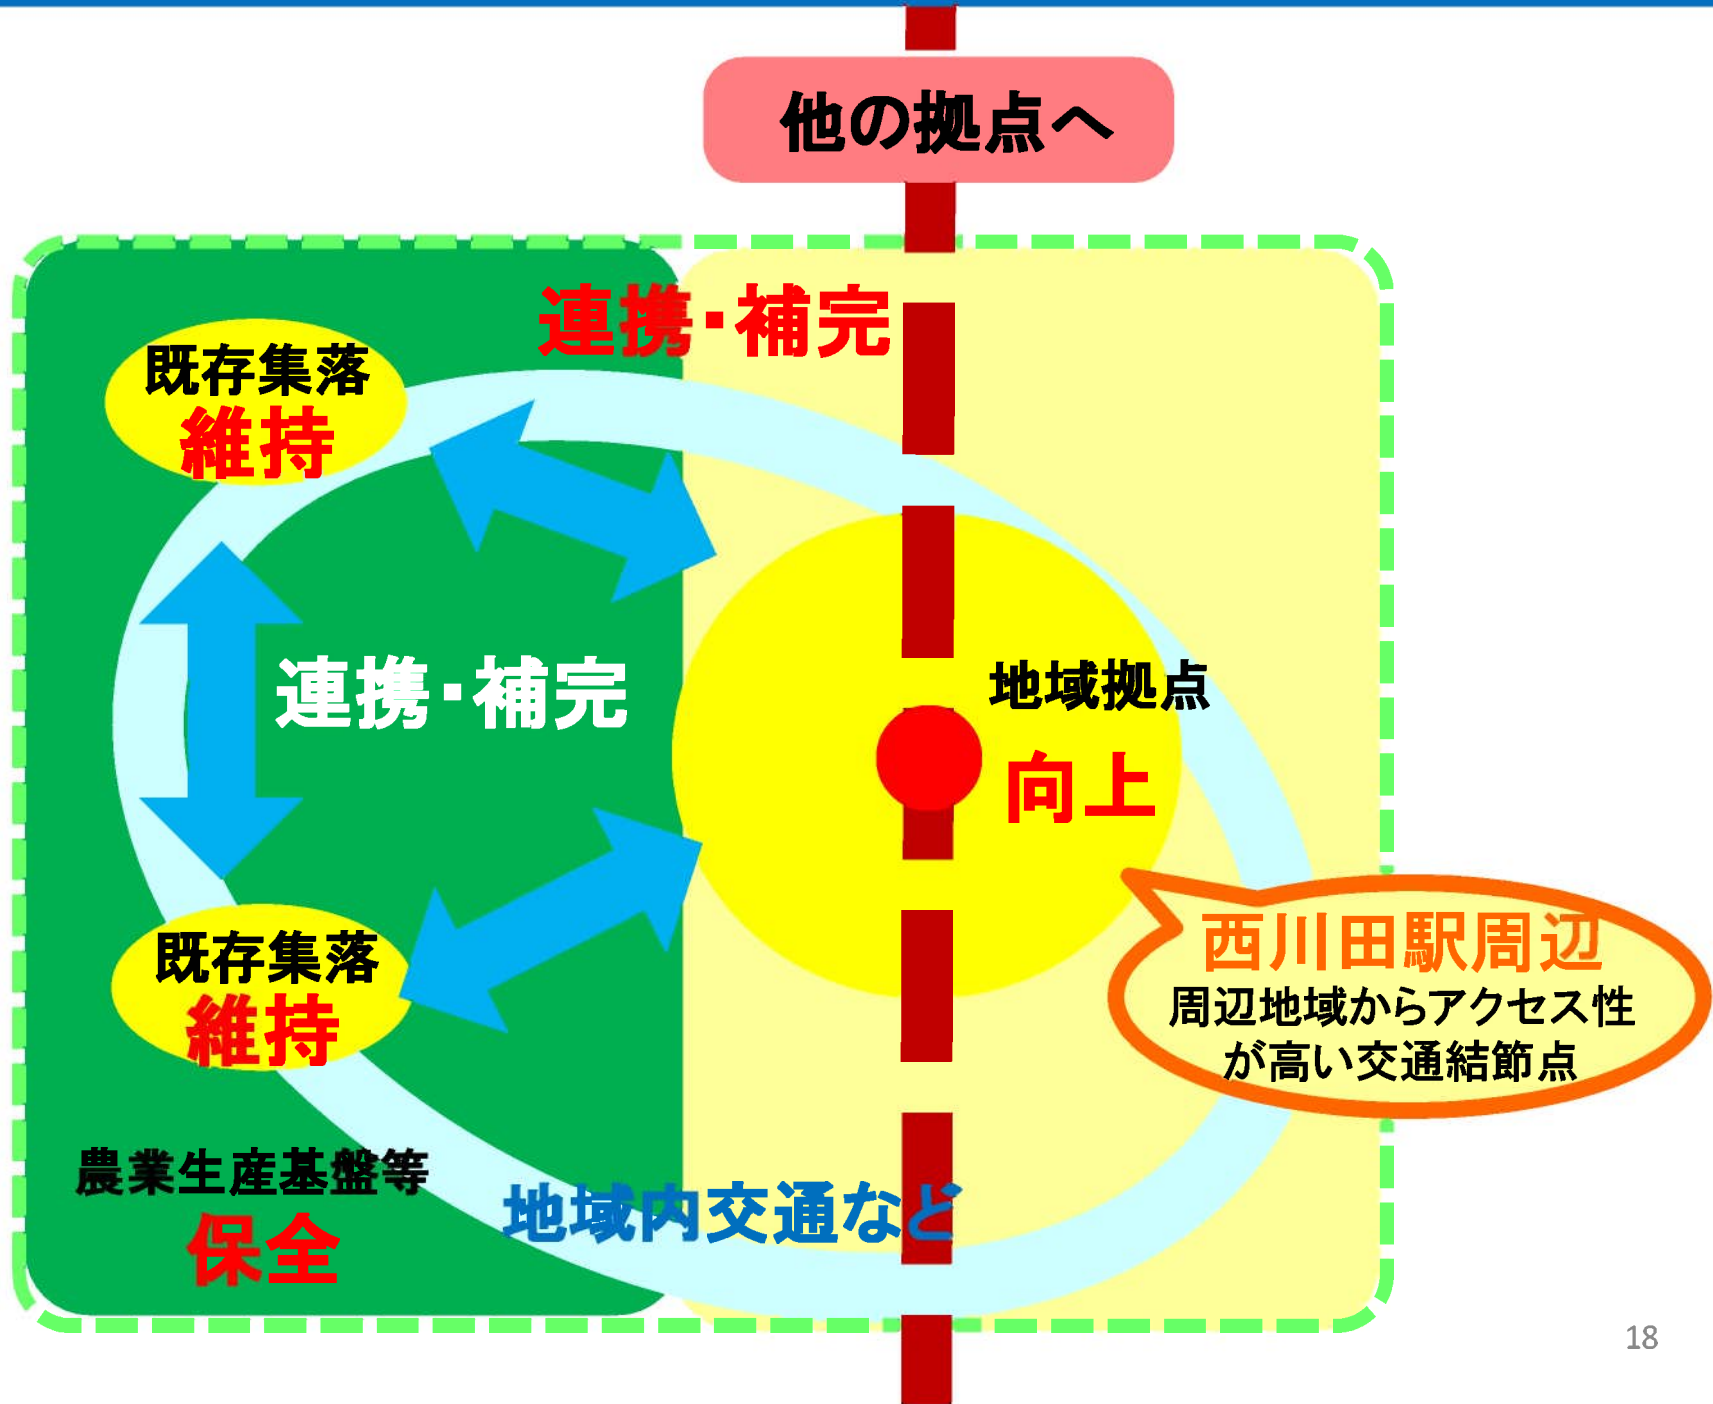 他の拠点へ
連携・補完
既存集落
維持
連携・補完
地域拠点
向上
既存集落
維持
西川田駅周辺
周辺地域からアクセス性
が高い交通結節点
農業生産基盤等
保全
地域内交通など
18